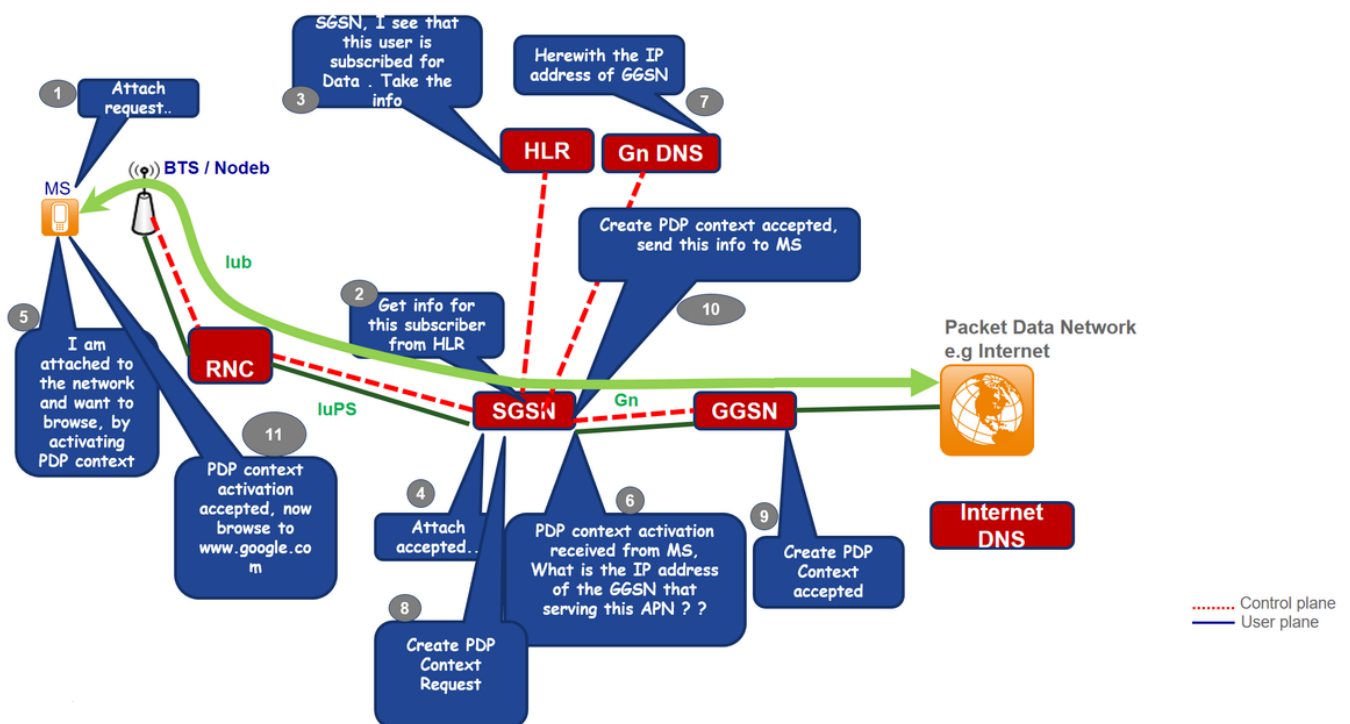 1
Attach
request..
3
SGSN, I see that
this user is
subscribed for
Data . Take the
info
Herewith the IP
address of GGSN
7
HLR
Gn DNS
BTS / Nodeb
MS
Create PDP context accepted,
send this info to MS
10
Iub
2
Get info for
this subscriber
from HLR
5
I am
attached to
the network
and want to
browse, by
activating
PDP context
RNC
IuPS
SGSN
Gn
GGSN
Packet Data Network
e.g Internet
11
PDP context
activation
accepted, now
browse to
www.google.co
m
4
Attach
accepted..
6
PDP context activation
received from MS,
What is the IP address
of the GGSN that
serving this APN ? ?
9
Create PDP
Context
accepted
Internet
DNS
8
Create PDP
Context
Request
Control plane
User plane